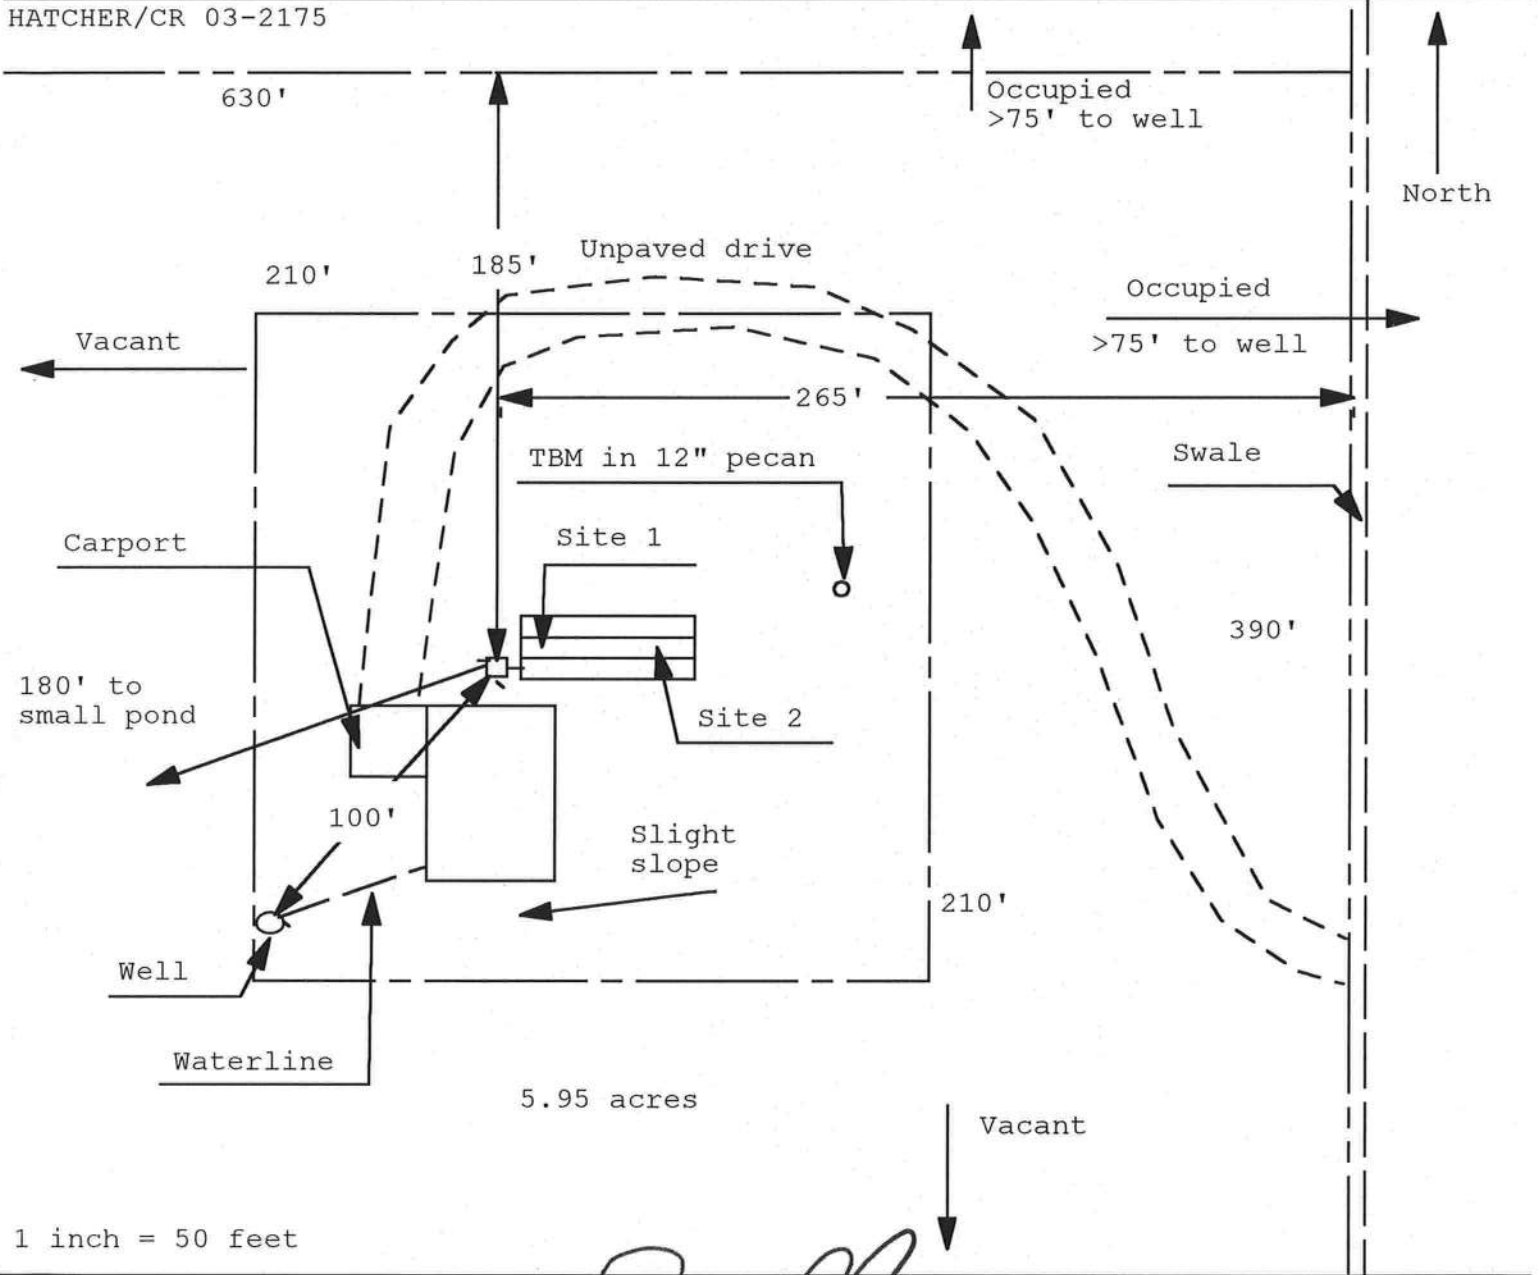 HATCHER/CR 03-2175
630'
Occupied
>75' to well
North
210'
185'
Unpaved drive
Occupied
>75' to well
Vacant
265'
TBM in 12" pecan
Swale
Carport
Site 1
390'
180' to
small pond
Site 2
100'
Slight
slope
210'
Well
Waterline
5.95 acres
Vacant
1 inch = 50 feet